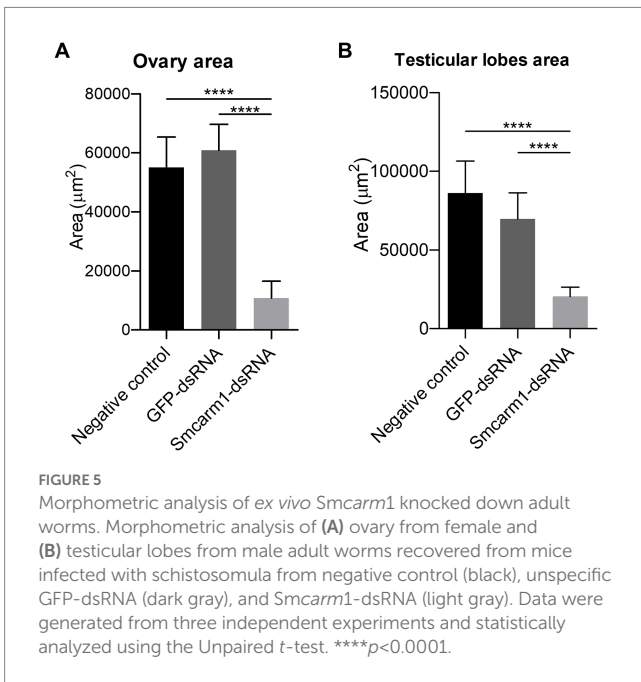 A
Ovary area
80000
60000
40000
20000
0
Area (µm²)
****
****
Negative control
GFP-dsRNA
Smcarm1-dsRNA
B
Testicular lobes area
150000
100000
50000
0
Area (µm²)
****
****
Negative control
GFP-dsRNA
Smcarm1-dsRNA
FIGURE 5
Morphometric analysis of ex vivo Smcarm1 knocked down adult
worms. Morphometric analysis of (A) ovary from female and
(B) testicular lobes from male adult worms recovered from mice
infected with schistosomula from negative control (black), unspecific
GFP-dsRNA (dark gray), and Smcarm1-dsRNA (light gray). Data were
generated from three independent experiments and statistically
analyzed using the Unpaired t-test. ****p<0.0001.